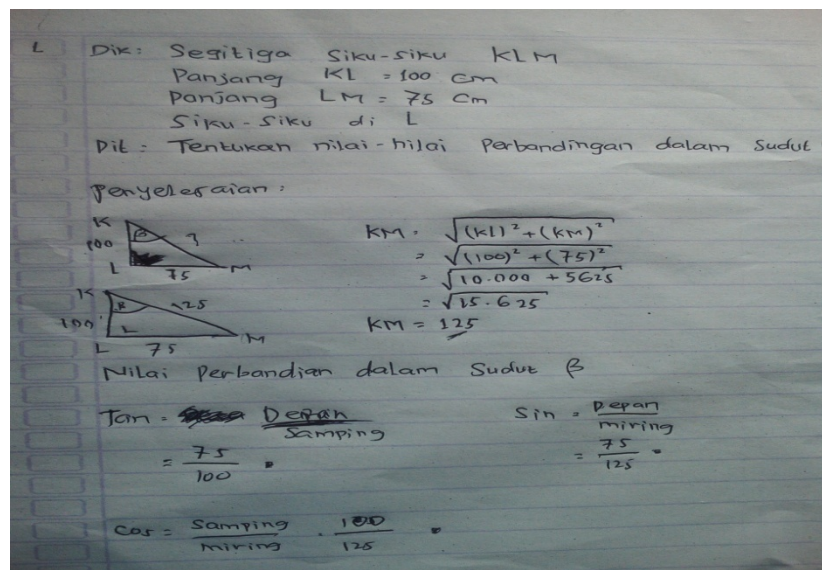 1. Dik: Segitiga Siku-siku KLM
Panjang KL = 100 cm
Panjang LM = 75 cm
Siku-Siku di L
Dit: Tentukan nilai-nilai Perbandingan dalam Sudut
Penyelesaian:
K
β
100
?
L 75 M
KM = √(KL)² + (KM)²
= √(100)² + (75)²
= √10.000 + 5625
= √15.625
KM = 125
K
125
100
L
L 75 M
Nilai Perbandian dalam Sudut β
Tan = Depan / Samping
= 75 / 100
Sin = Depan / miring
= 75 / 125
Cos = Samping / miring = 100 / 125